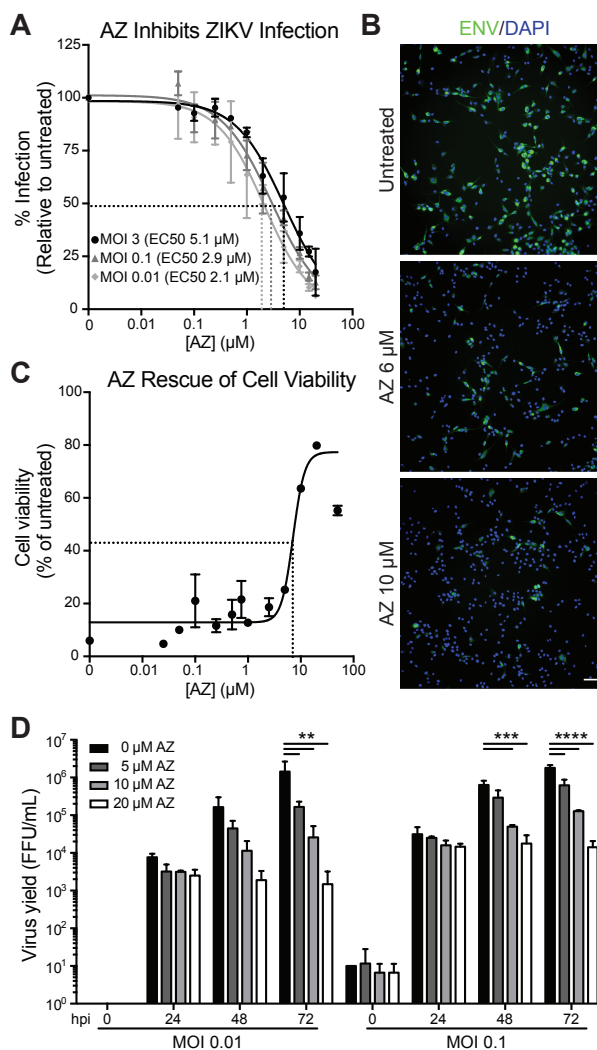 A
AZ Inhibits ZIKV Infection
% Infection
(Relative to untreated)
125
100
75
50
25
0
MOI 3 (EC50 5.1 µM)
MOI 0.1 (EC50 2.9 µM)
MOI 0.01 (EC50 2.1 µM)
0 0.01 0.1 1 10 100
[AZ] (µM)
B
ENV/DAPI
Untreated
AZ 6 µM
AZ 10 µM
C
AZ Rescue of Cell Viability
Cell viability
(% of untreated)
100
80
60
40
20
0
0 0.01 0.1 1 10 100
[AZ] (µM)
D
Virus yield (FFU/mL)
10⁷
10⁶
10⁵
10⁴
10³
10²
10¹
10⁰
0 µM AZ
5 µM AZ
10 µM AZ
20 µM AZ
** *** ****
hpi 0 24 48 72 0 24 48 72
MOI 0.01 MOI 0.1